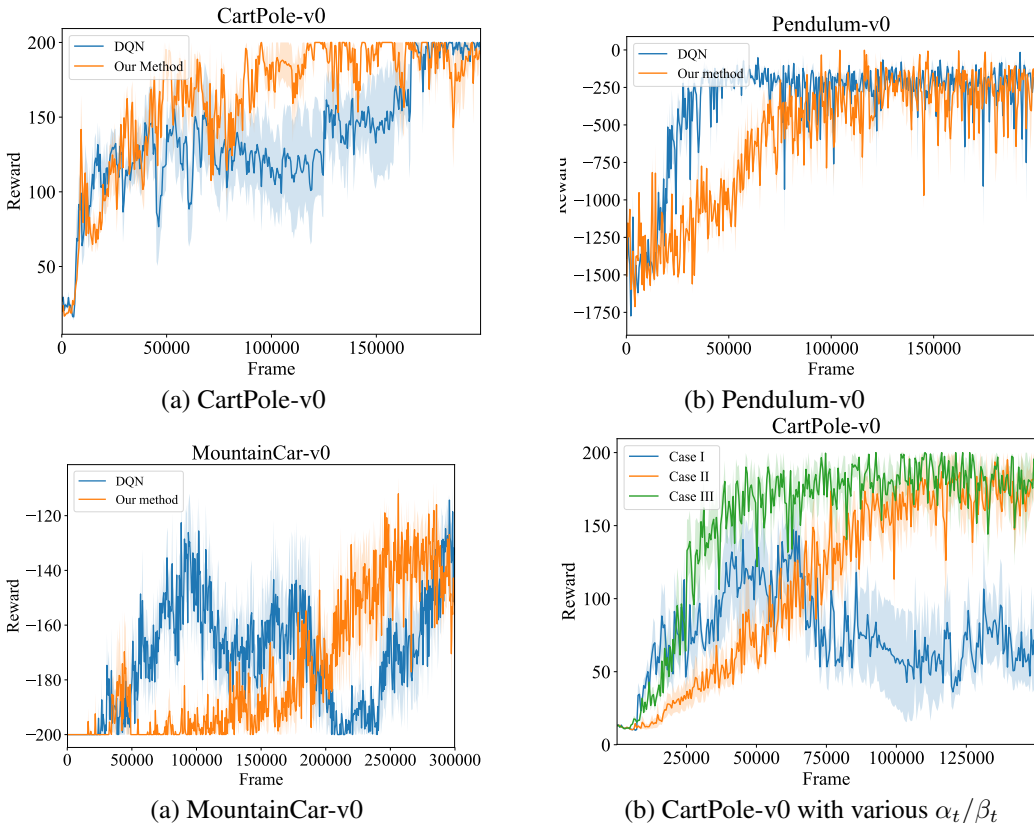 CartPole-v0
DQN
Our Method
200
150
100
50
Reward
0 50000 100000 150000
Frame
(a) CartPole-v0
Pendulum-v0
DQN
Our method
0
−250
−500
−750
−1000
−1250
−1500
−1750
Reward
0 50000 100000 150000
Frame
(b) Pendulum-v0
MountainCar-v0
DQN
Our method
−120
−140
−160
−180
−200
Reward
0 50000 100000 150000 200000 250000 300000
Frame
(a) MountainCar-v0
CartPole-v0
Case I
Case II
Case III
200
150
100
50
0
Reward
25000 50000 75000 100000 125000
Frame
(b) CartPole-v0 with various αt/βt